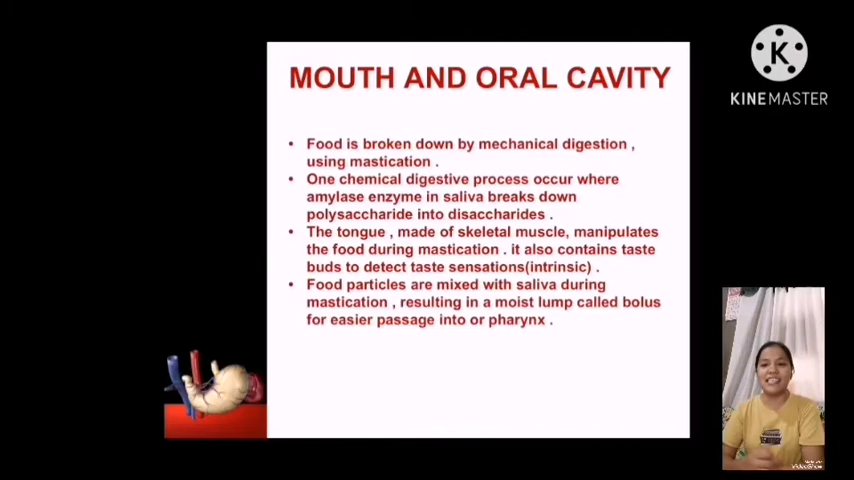 MOUTH AND ORAL CAVITY
• Food is broken down by mechanical digestion ,
using mastication .
• One chemical digestive process occur where
amylase enzyme in saliva breaks down
polysaccharide into disaccharides .
• The tongue , made of skeletal muscle, manipulates
the food during mastication . it also contains taste
buds to detect taste sensations(intrinsic) .
• Food particles are mixed with saliva during
mastication , resulting in a moist lump called bolus
for easier passage into or pharynx .
K
KINEMASTER